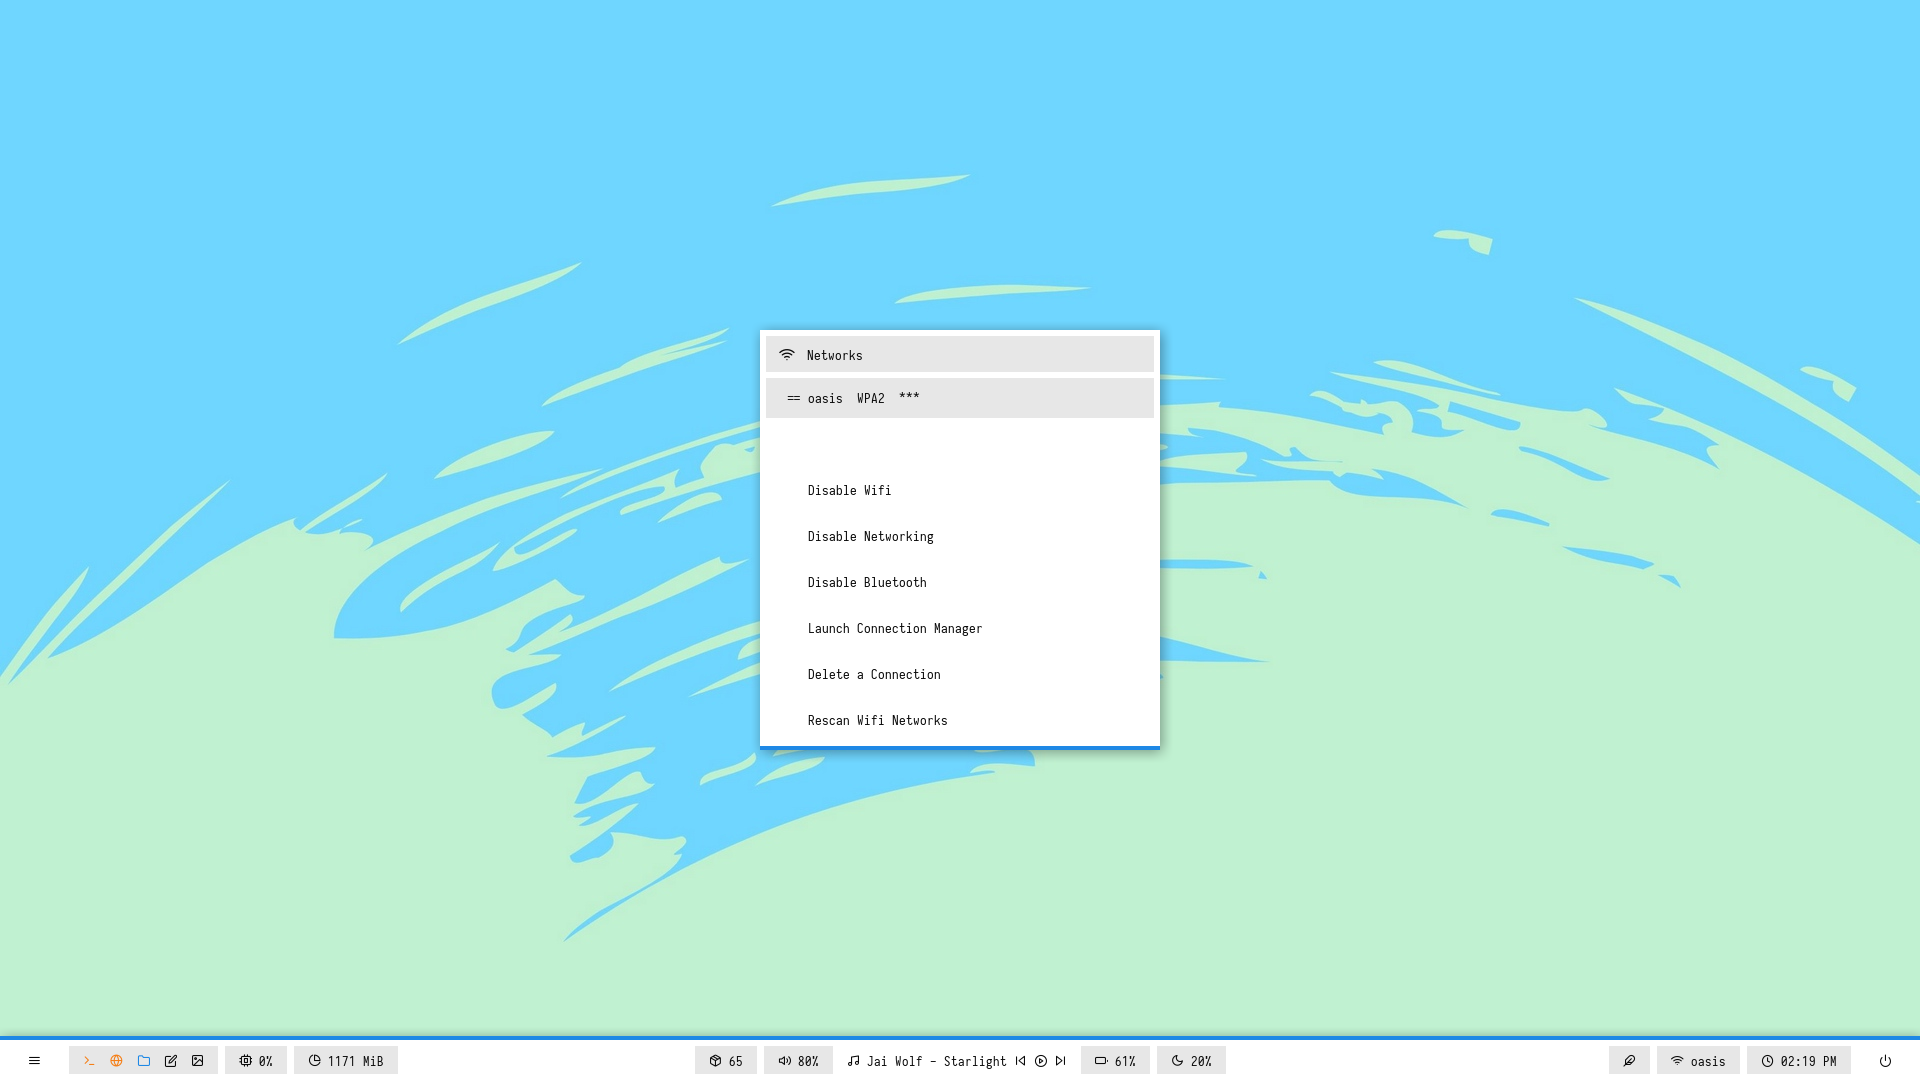 Networks
== oasis  WPA2  ***
Disable Wifi
Disable Networking
Disable Bluetooth
Launch Connection Manager
Delete a Connection
Rescan Wifi Networks
0% 1171 MiB 65 80% Jai Wolf - Starlight 61% 20% oasis 02:19 PM